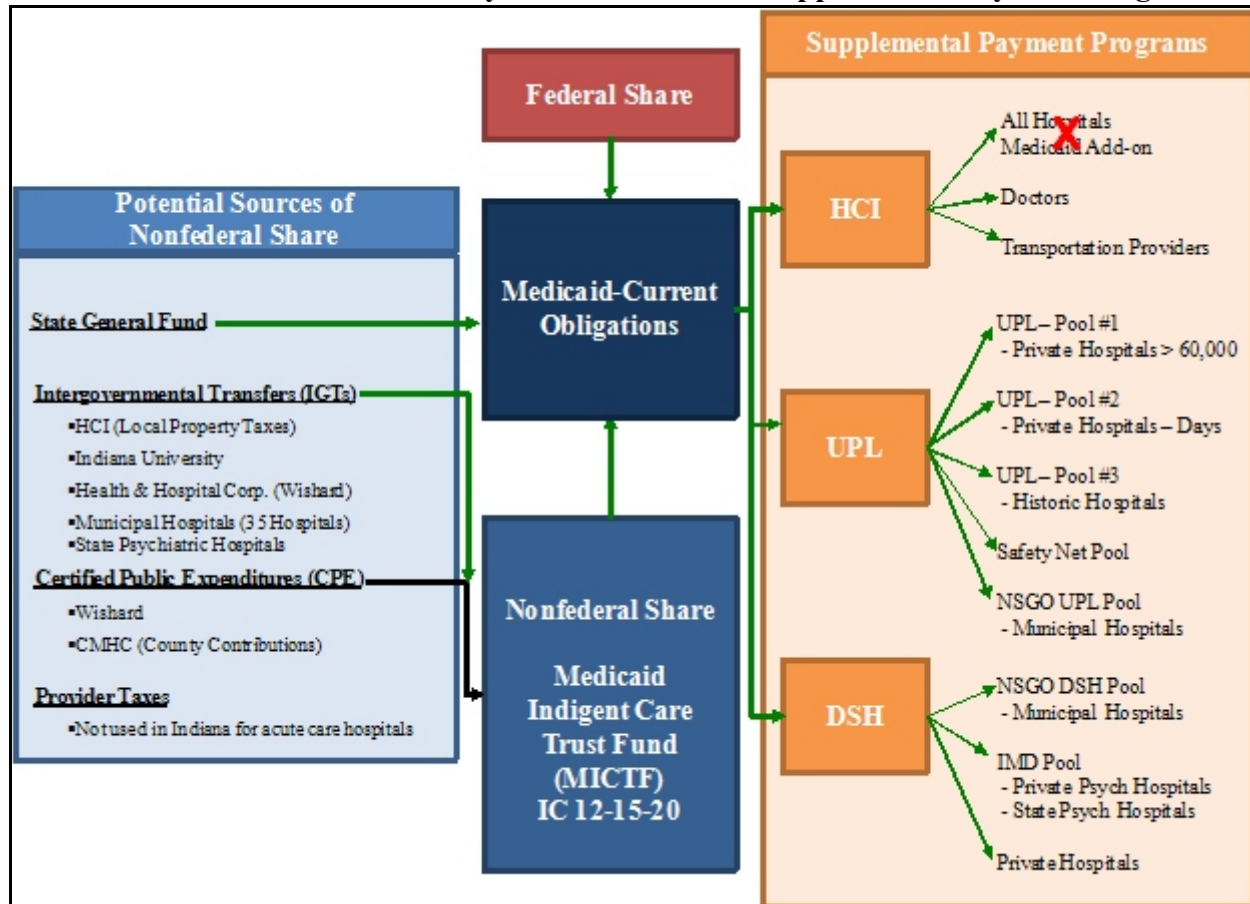 Supplemental Payment Programs
Federal Share
All Hospitals
Medicaid Add-on
HCI
Doctors
Transportation Providers
Potential Sources of
Nonfederal Share
State General Fund
Intergovernmental Transfers (IGTs)
▪HCI (Local Property Taxes)
▪Indiana University
▪Health & Hospital Corp. (Wishard)
▪Municipal Hospitals (35 Hospitals)
▪State Psychiatric Hospitals
Certified Public Expenditures (CPE)
▪Wishard
▪CMHC (County Contributions)
Provider Taxes
▪Not used in Indiana for acute care hospitals
Medicaid-Current
Obligations
Nonfederal Share
Medicaid
Indigent Care
Trust Fund
(MICTF)
IC 12-15-20
UPL
UPL – Pool #1
- Private Hospitals > 60,000
UPL – Pool #2
- Private Hospitals – Days
UPL – Pool #3
- Historic Hospitals
Safety Net Pool
NSGO UPL Pool
- Municipal Hospitals
DSH
NSGO DSH Pool
- Municipal Hospitals
IMD Pool
- Private Psych Hospitals
- State Psych Hospitals
Private Hospitals